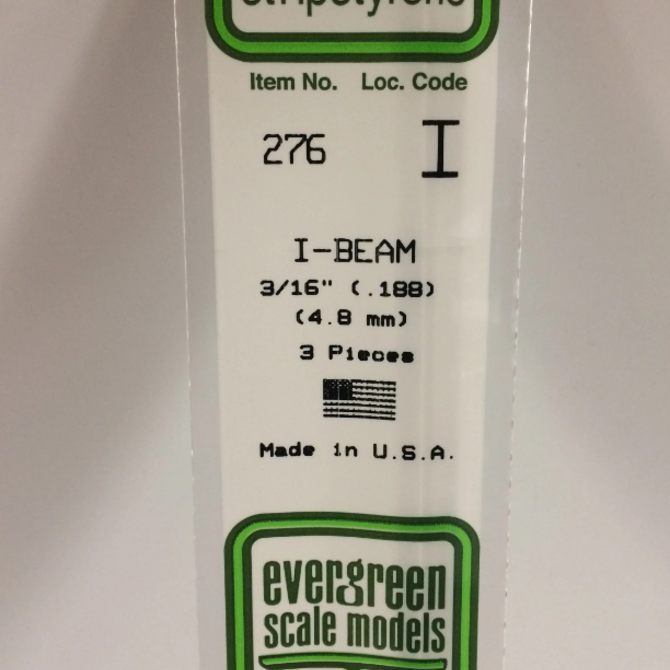 Item No. Loc. Code
276 I
I-BEAM
3/16" (.188)
(4.8 mm)
3 Pieces
Made in U.S.A.
evergreen
scale models